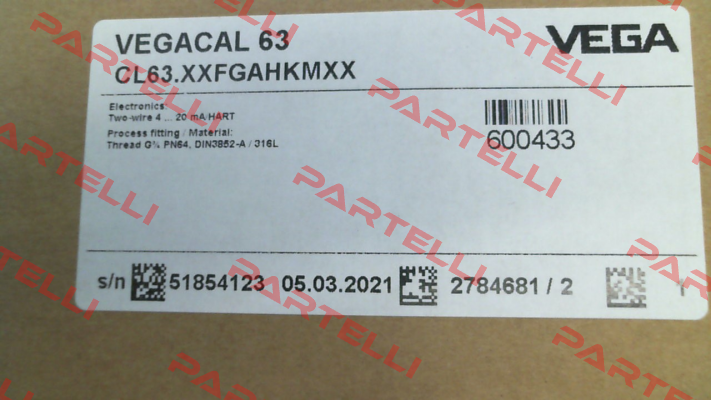 VEGACAL 63
VEGA
CL63.XXFGAHKMXX
Electronics
Two-wire 4 ... 20 mA/HART
Process fitting / Material:
Thread G¾ PN64, DIN3852-A / 316L
600433
s/n 51854123 05.03.2021 2784681 / 2
PARTELLI
PARTELLI
PARTELLI
PARTELLI
PARTELLI
PARTELLI
PARTELLI